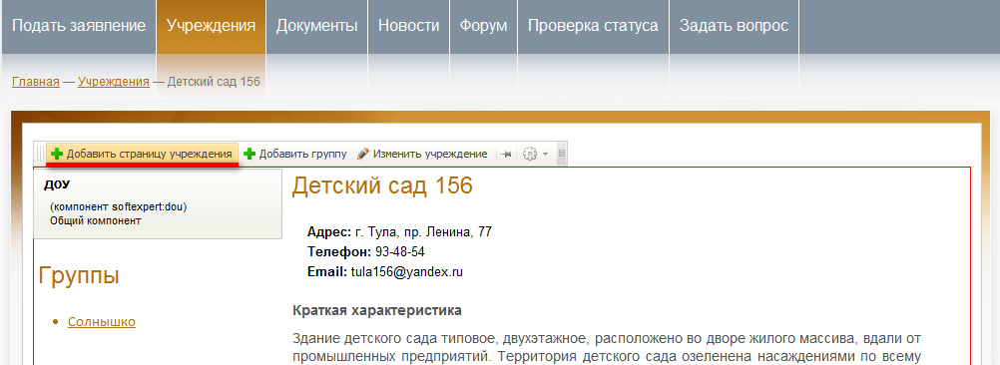 Подать заявление Учреждения Документы Новости Форум Проверка статуса Задать вопрос
Главная — Учреждения — Детский сад 156
Добавить страницу учреждения Добавить группу Изменить учреждение
ДОУ
(компонент softexpert:dou)
Общий компонент
Группы
Солнышко
Детский сад 156
Адрес: г. Тула, пр. Ленина, 77
Телефон: 93-48-54
Email: tula156@yandex.ru
Краткая характеристика
Здание детского сада типовое, двухэтажное, расположено во дворе жилого массива, вдали от
промышленных предприятий. Территория детского сада озеленена насаждениями по всему